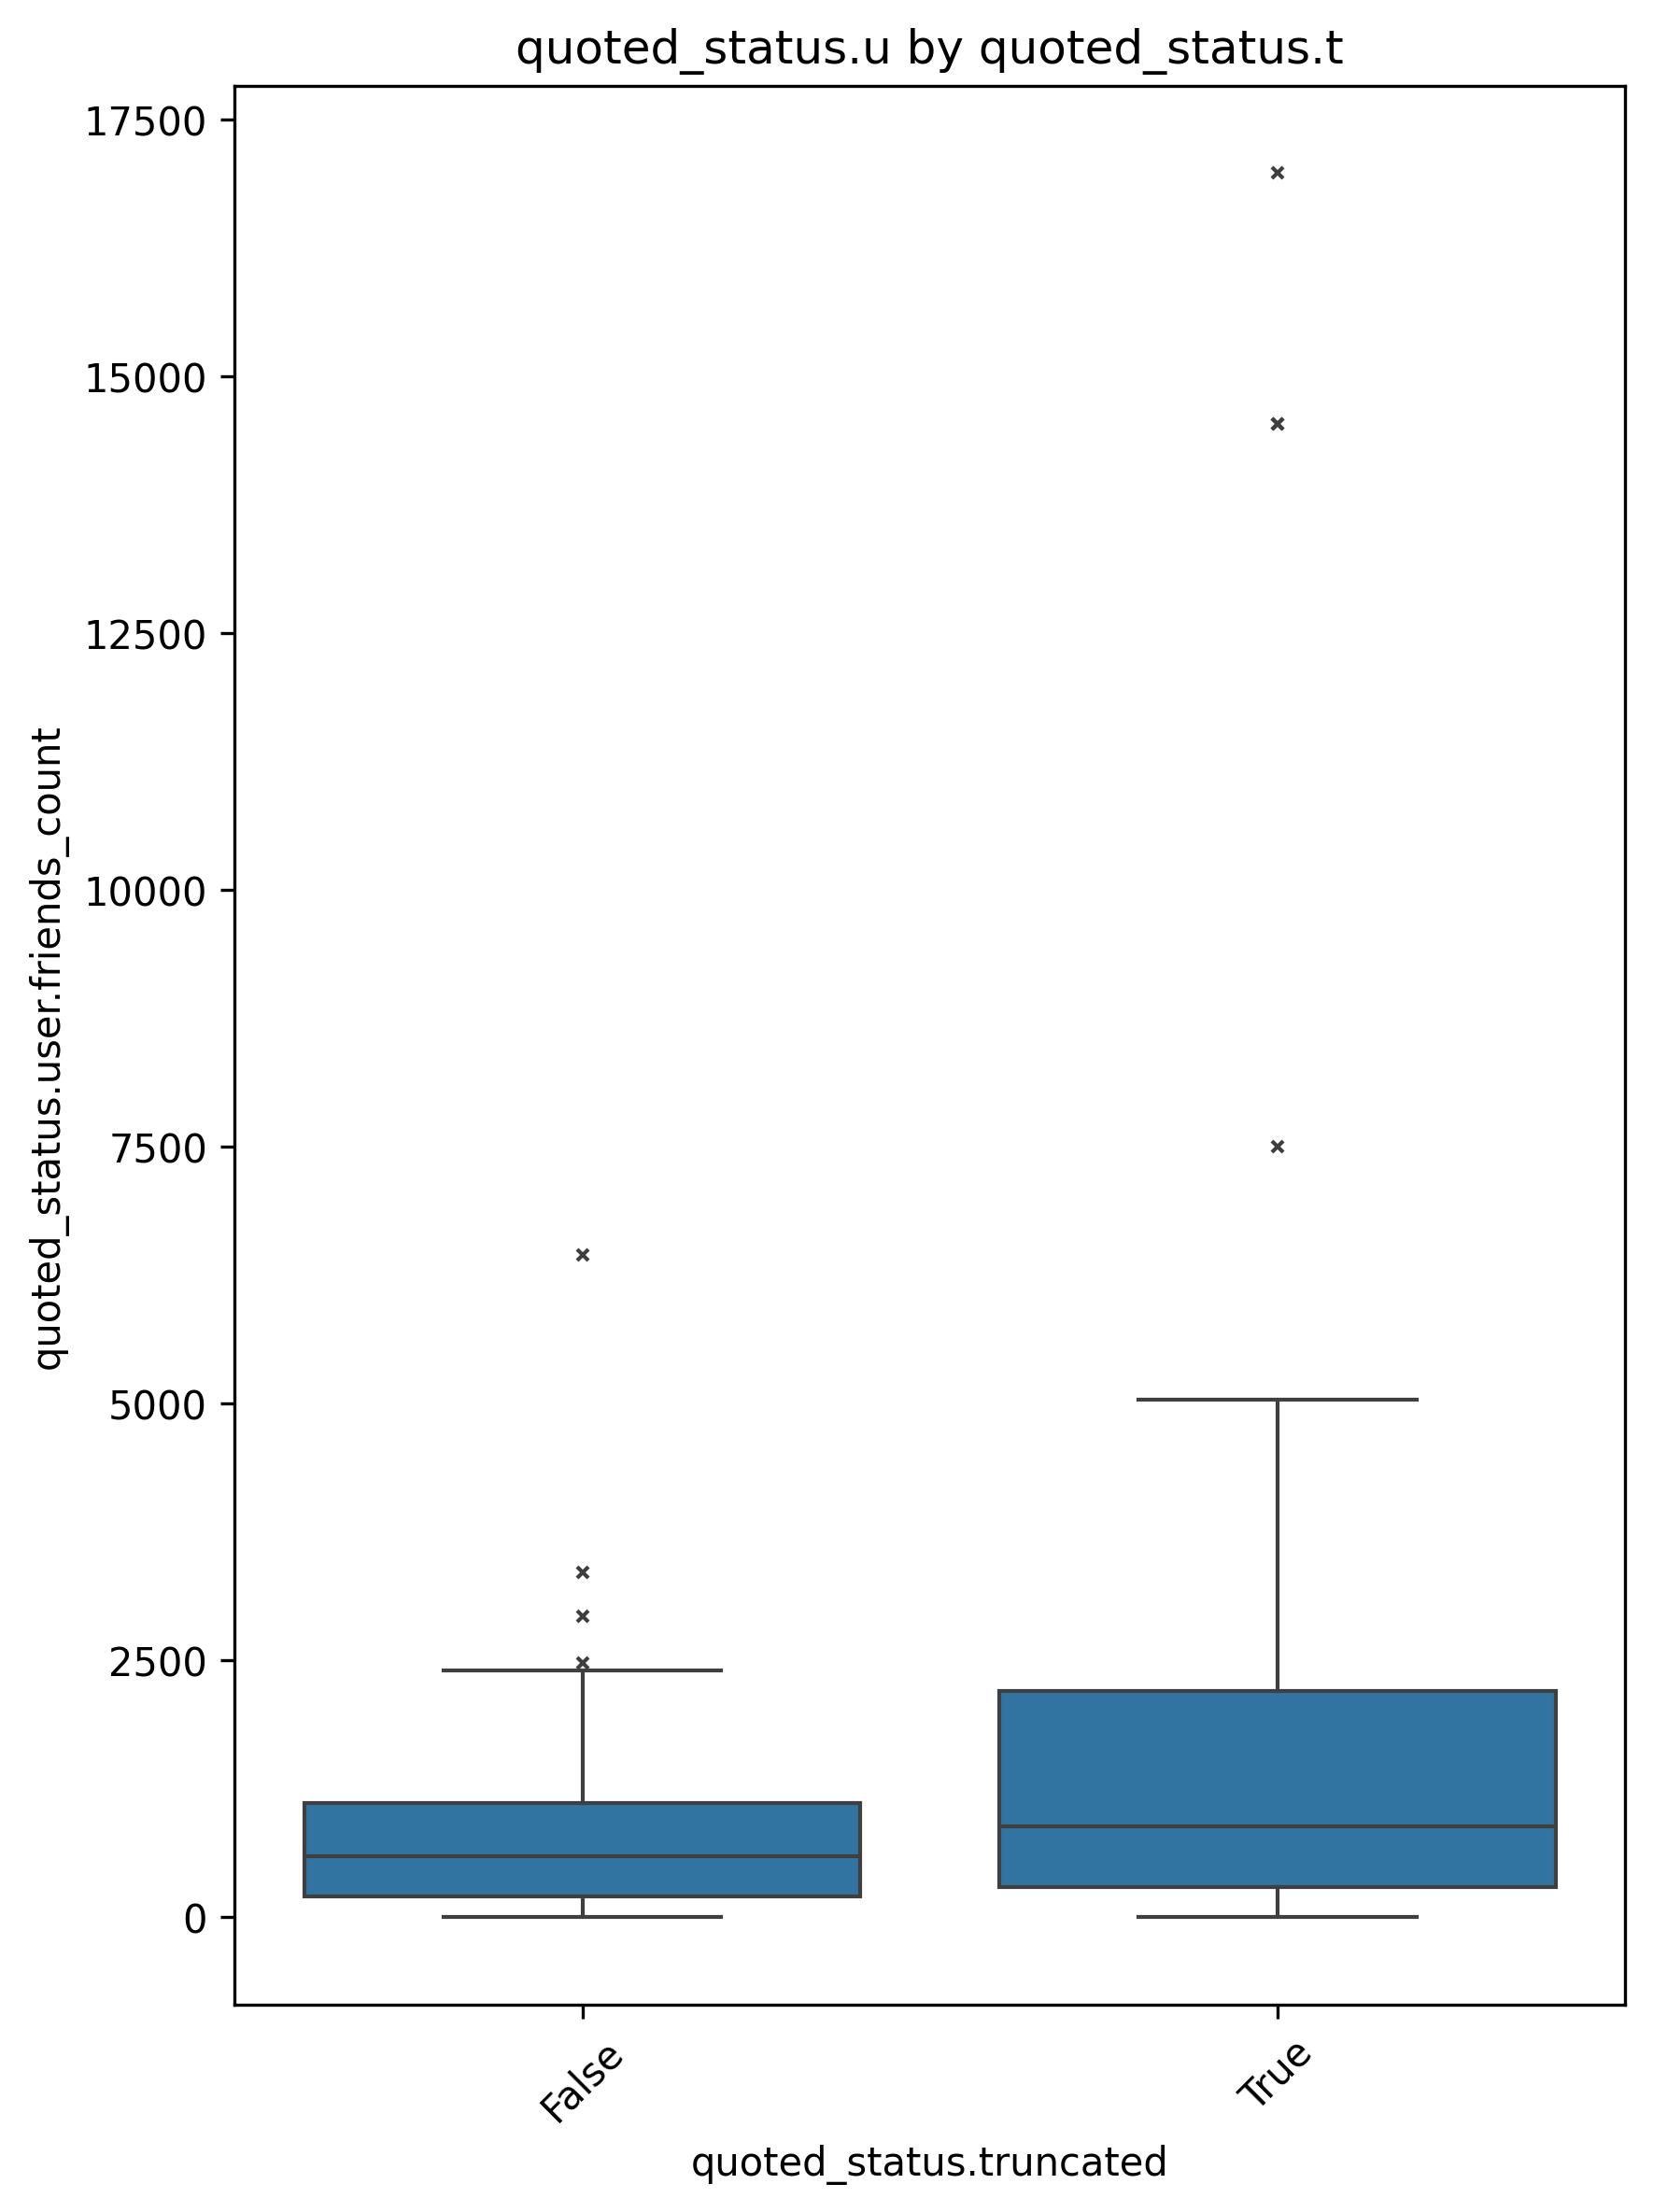 quoted_status.u by quoted_status.t
17500
15000
12500
10000
7500
5000
2500
0
quoted_status.user.friends_count
False
True
quoted_status.truncated